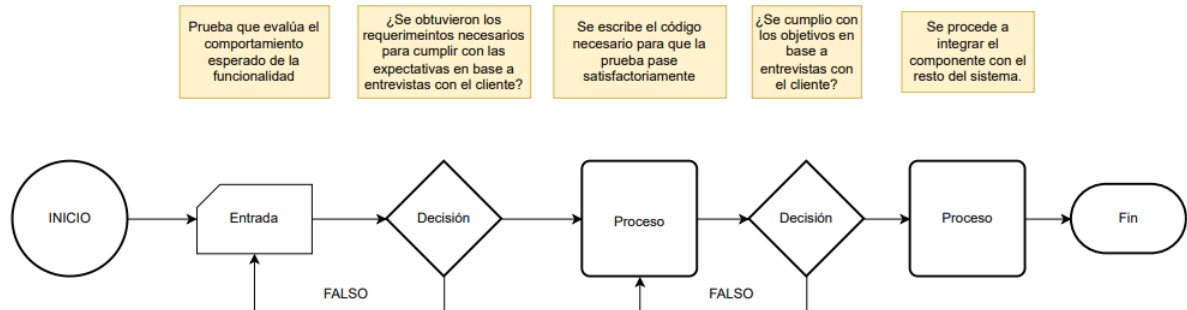 Prueba que evalúa el
comportamiento
esperado de la
funcionalidad
¿Se obtuvieron los
requerimeintos necesarios
para cumplir con las
expectativas en base a
entrevistas con el cliente?
Se escribe el código
necesario para que la
prueba pase
satisfactoriamente
¿Se cumplio con
los objetivos en
base a
entrevistas con
el cliente?
Se procede a
integrar el
componente con el
resto del sistema.
INICIO
Entrada
Decisión
Proceso
Decisión
Proceso
Fin
FALSO
FALSO